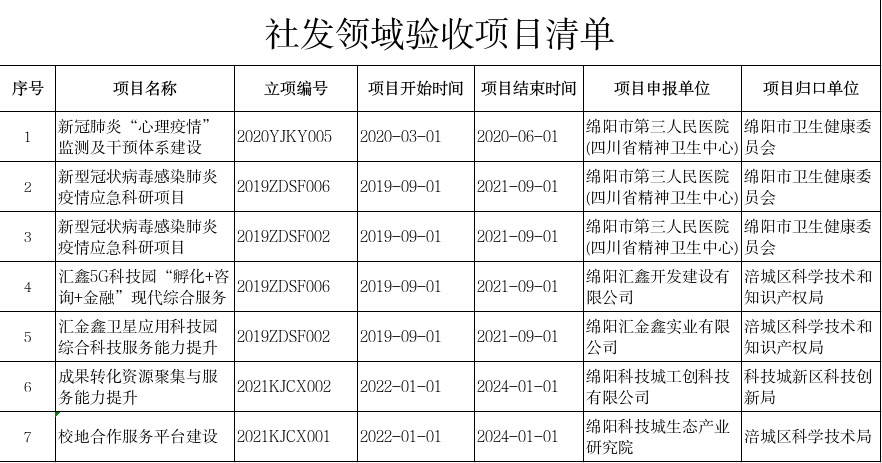 社发领域验收项目清单
序号 项目名称 立项编号 项目开始时间 项目结束时间 项目申报单位 项目归口单位
1 新冠肺炎“心理疫情”监测及干预体系建设 2020YJKY005 2020-03-01 2020-06-01 绵阳市第三人民医院(四川省精神卫生中心) 绵阳市卫生健康委员会
2 新型冠状病毒感染肺炎疫情应急科研项目 2019ZDSF006 2019-09-01 2021-09-01 绵阳市第三人民医院(四川省精神卫生中心) 绵阳市卫生健康委员会
3 新型冠状病毒感染肺炎疫情应急科研项目 2019ZDSF002 2019-09-01 2021-09-01 绵阳市第三人民医院(四川省精神卫生中心) 绵阳市卫生健康委员会
4 汇鑫5G科技园“孵化+咨询+金融”现代综合服务 2019ZDSF006 2019-09-01 2021-09-01 绵阳汇鑫开发建设有限公司 涪城区科学技术和知识产权局
5 汇金鑫卫星应用科技园综合科技服务能力提升 2019ZDSF002 2019-09-01 2021-09-01 绵阳汇金鑫实业有限公司 涪城区科学技术和知识产权局
6 成果转化资源聚集与服务能力提升 2021KJCX002 2022-01-01 2024-01-01 绵阳科技城工创科技有限公司 科技城新区科技创新局
7 校地合作服务平台建设 2021KJCX001 2022-01-01 2024-01-01 绵阳科技城生态产业研究院 涪城区科学技术局